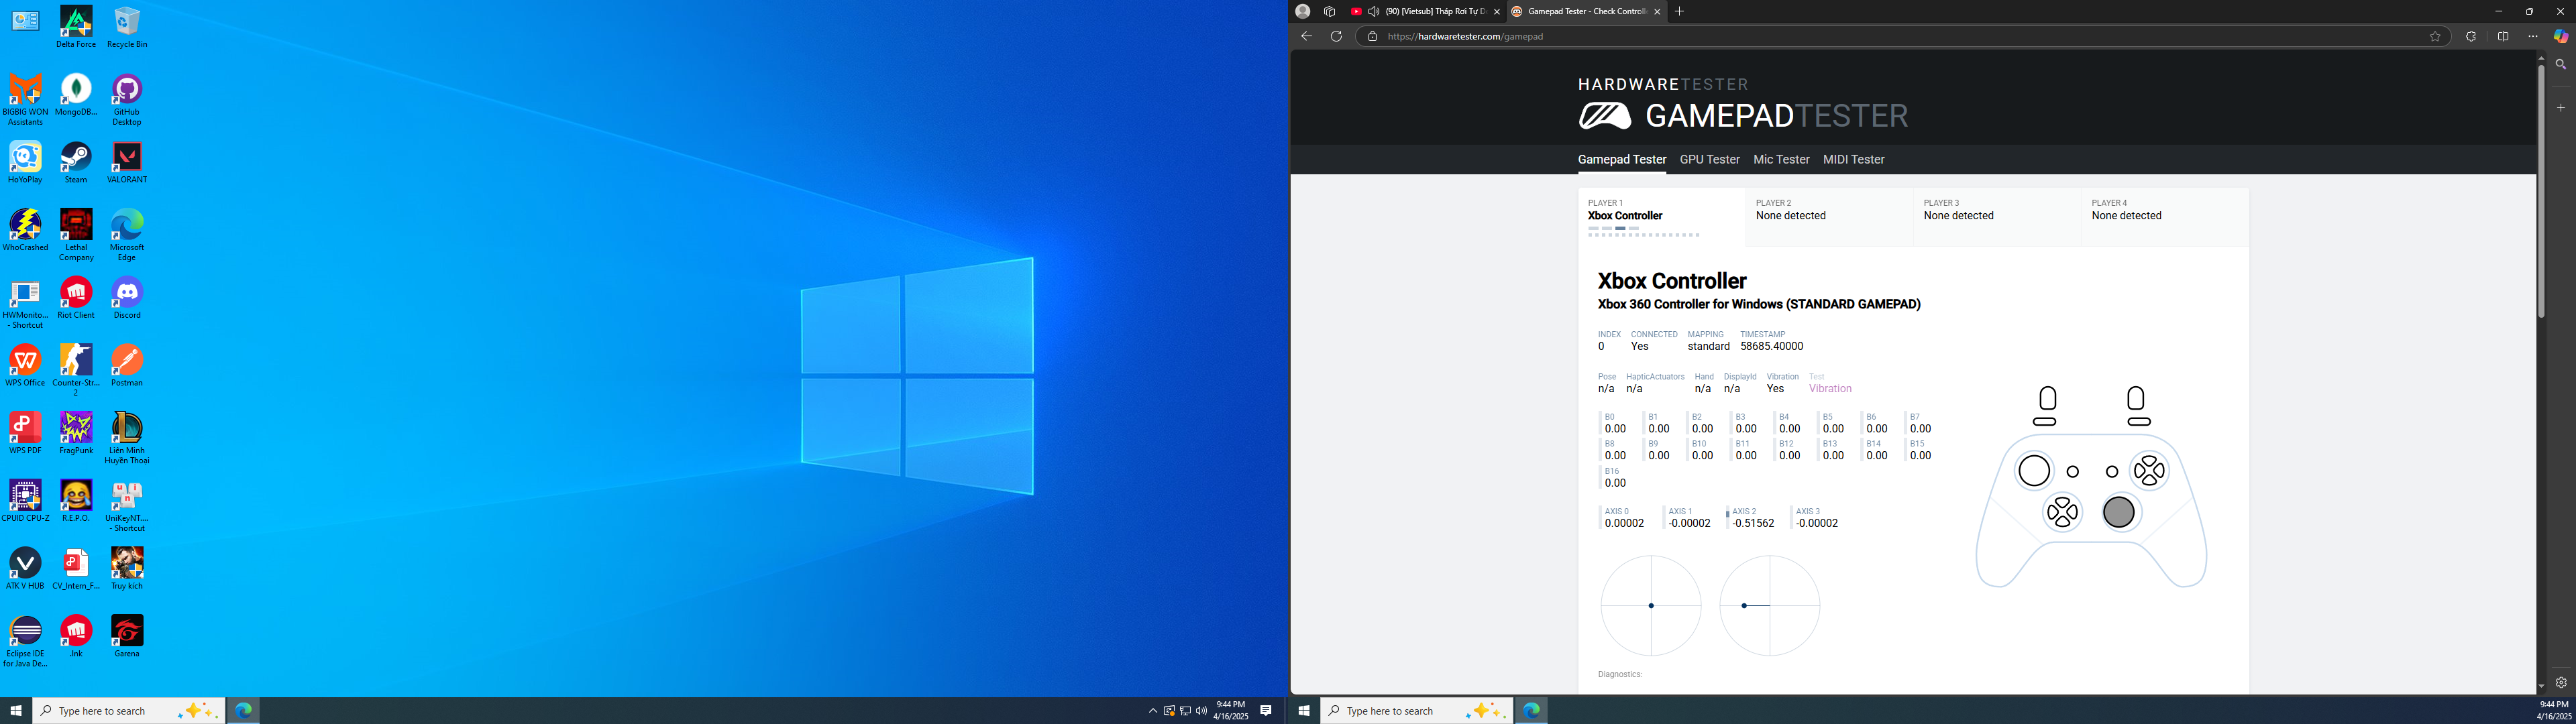 Delta Force
Recycle Bin
BIGBIG WON
Assistants
MongoDB...
GitHub
Desktop
HoYoPlay
Steam
VALORANT
WhoCrashed
Lethal
Company
Microsoft
Edge
HWMonito...
- Shortcut
Riot Client
Discord
WPS Office
Counter-Str...
2
Postman
WPS PDF
FragPunk
Liên Minh
Huyền Thoại
CPUID CPU-Z
R.E.P.O.
UniKeyNT....
- Shortcut
ATK V HUB
CV_Intern_F...
Truy kich
Eclipse IDE
for Java De...
.lnk
Garena
Type here to search
9:44 PM
4/16/2025
(90) [Vietsub] Tháp Rơi Tự D
Gamepad Tester - Check Controll
https://hardwaretester.com/gamepad
HARDWARETESTER
GAMEPADTESTER
Gamepad Tester GPU Tester Mic Tester MIDI Tester
PLAYER 1 PLAYER 2 PLAYER 3 PLAYER 4
Xbox Controller None detected None detected None detected
Xbox Controller
Xbox 360 Controller for Windows (STANDARD GAMEPAD)
INDEX CONNECTED MAPPING TIMESTAMP
0 Yes standard 58685.40000
Pose HapticActuators Hand DisplayId Vibration Test
n/a n/a n/a n/a Yes Vibration
B0 B1 B2 B3 B4 B5 B6 B7
0.00 0.00 0.00 0.00 0.00 0.00 0.00 0.00
B8 B9 B10 B11 B12 B13 B14 B15
0.00 0.00 0.00 0.00 0.00 0.00 0.00 0.00
B16
0.00
AXIS 0 AXIS 1 AXIS 2 AXIS 3
0.00002 -0.00002 -0.51562 -0.00002
Diagnostics:
Type here to search
9:44 PM
4/16/2025